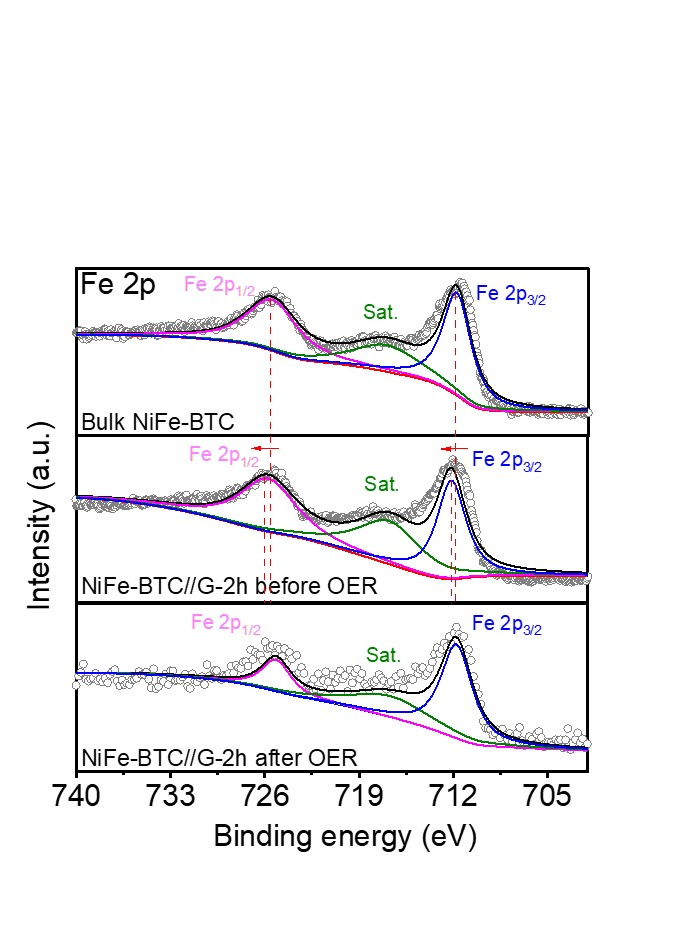 Fe 2p
Fe 2p1/2
Sat.
Fe 2p3/2
Bulk NiFe-BTC
Fe 2p1/2
Sat.
Fe 2p3/2
NiFe-BTC//G-2h before OER
Fe 2p1/2
Sat.
Fe 2p3/2
NiFe-BTC//G-2h after OER
740 733 726 719 712 705
Binding energy (eV)
Intensity (a.u.)